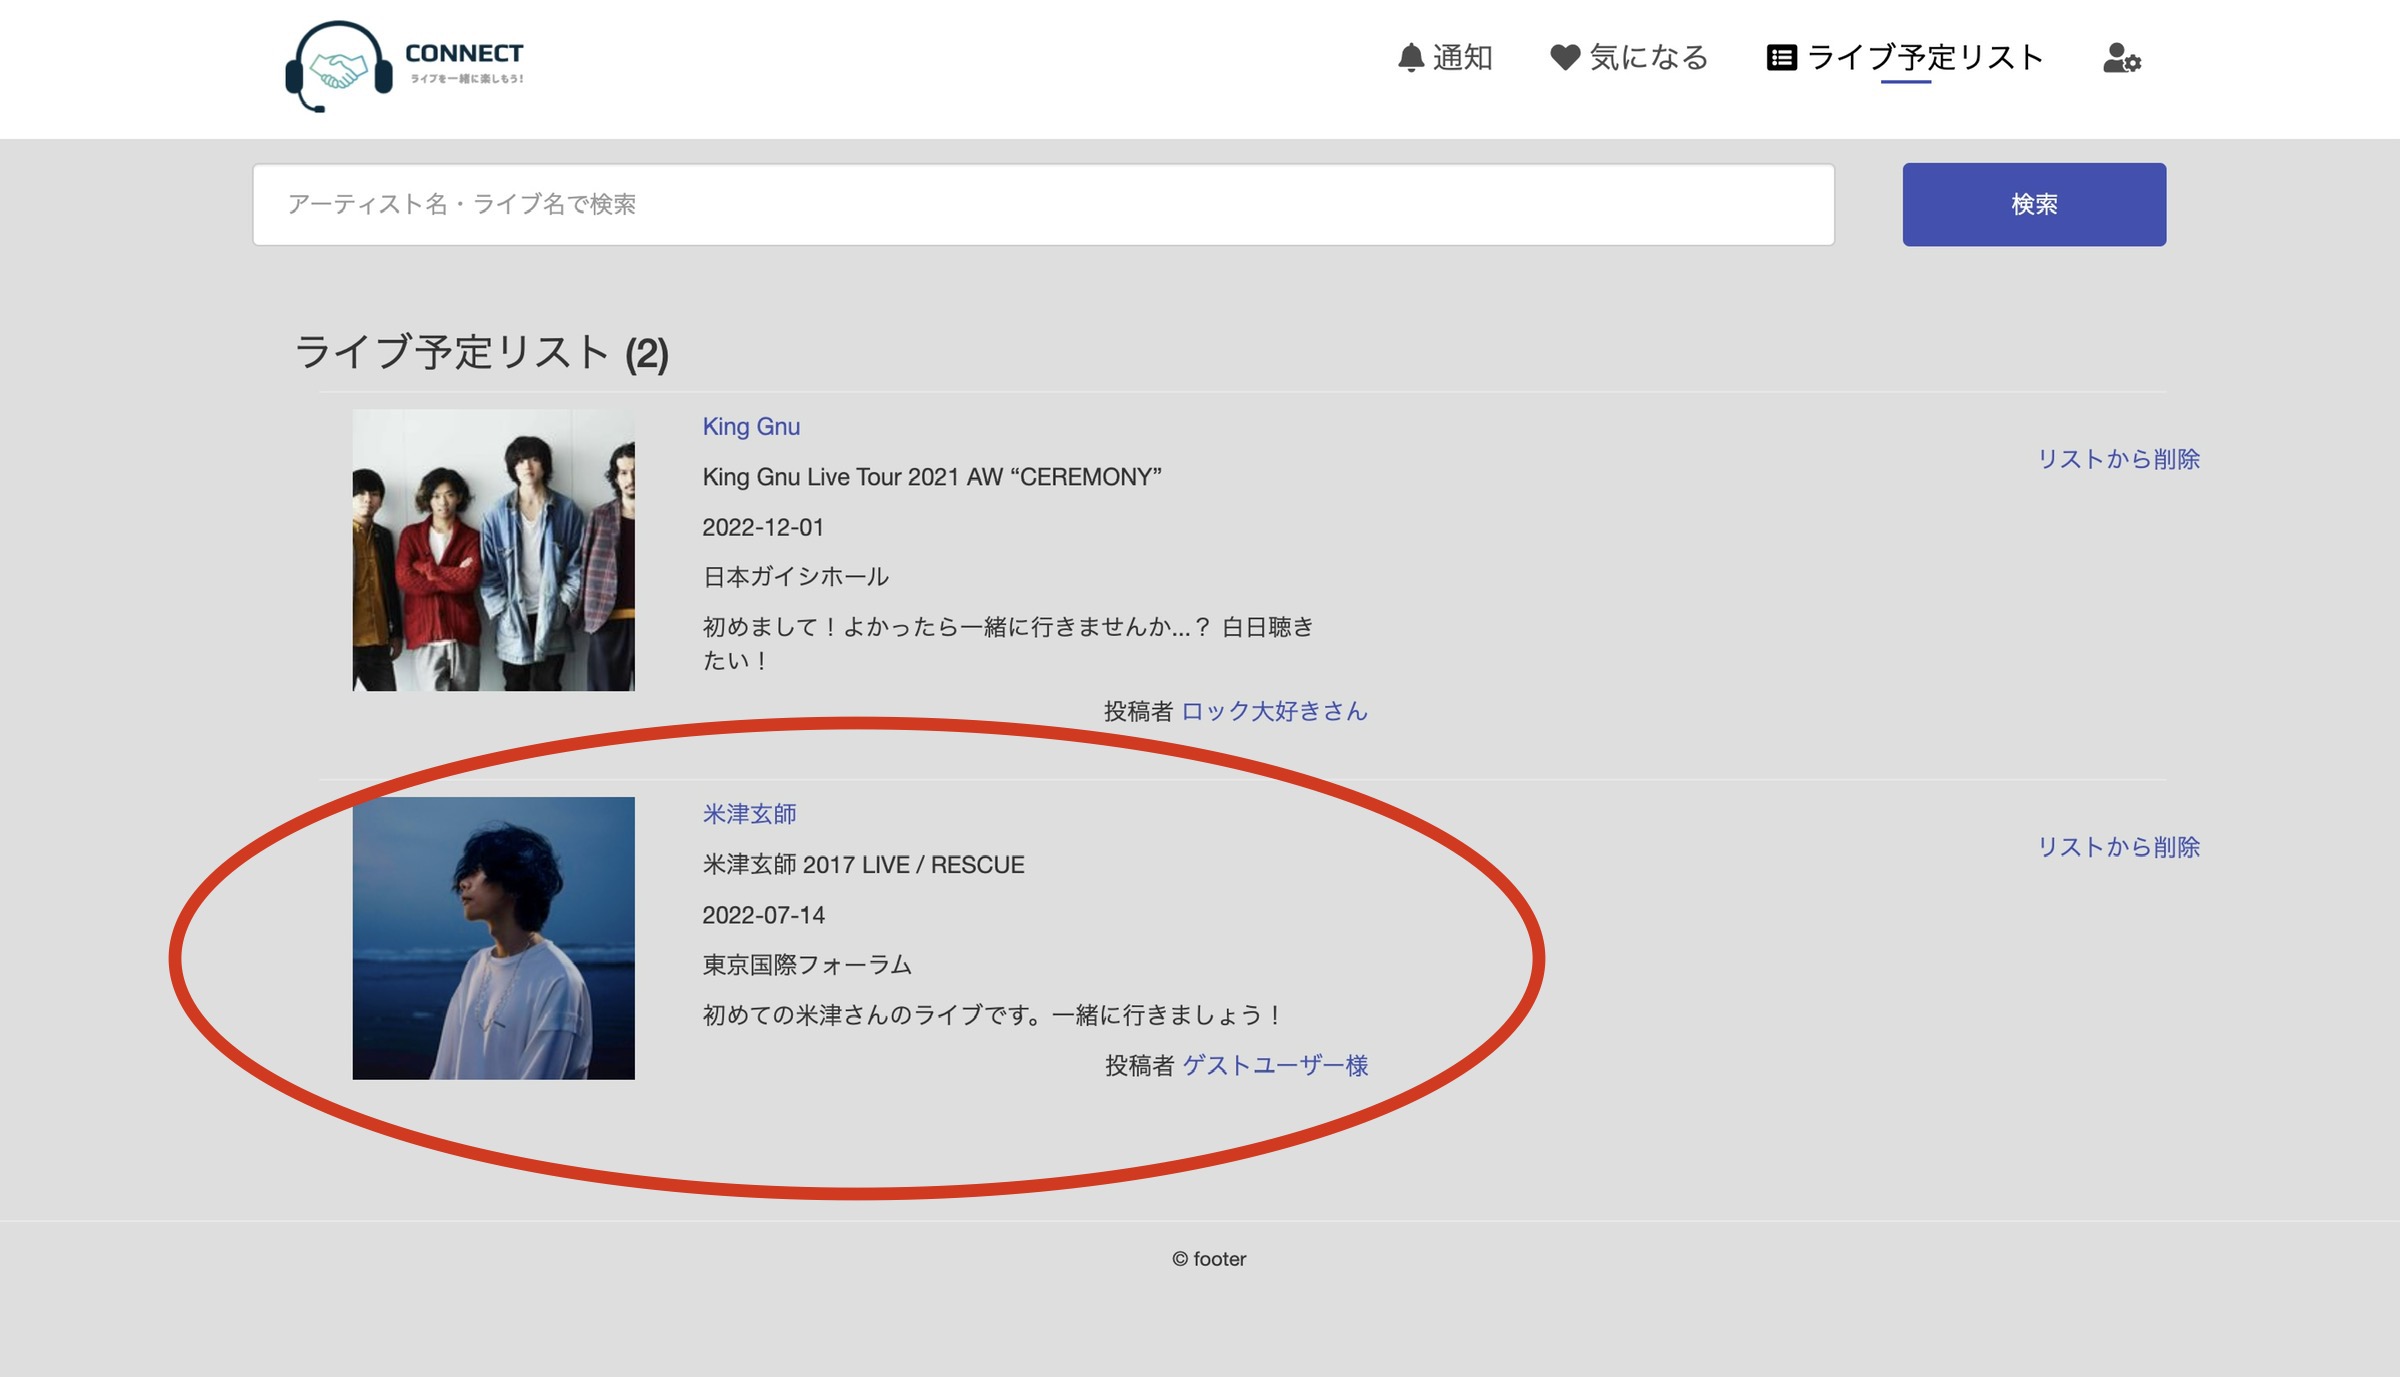 CONNECT
ライブを一緒に楽しもう!
通知 気になる ライブ予定リスト
アーティスト名・ライブ名で検索
検索
ライブ予定リスト (2)
King Gnu
リストから削除
King Gnu Live Tour 2021 AW “CEREMONY”
2022-12-01
日本ガイシホール
初めまして！よかったら一緒に行きませんか...？ 白日聴き
たい！
投稿者 ロック大好きさん
米津玄師
リストから削除
米津玄師 2017 LIVE / RESCUE
2022-07-14
東京国際フォーラム
初めての米津さんのライブです。一緒に行きましょう！
投稿者 ゲストユーザー様
© footer